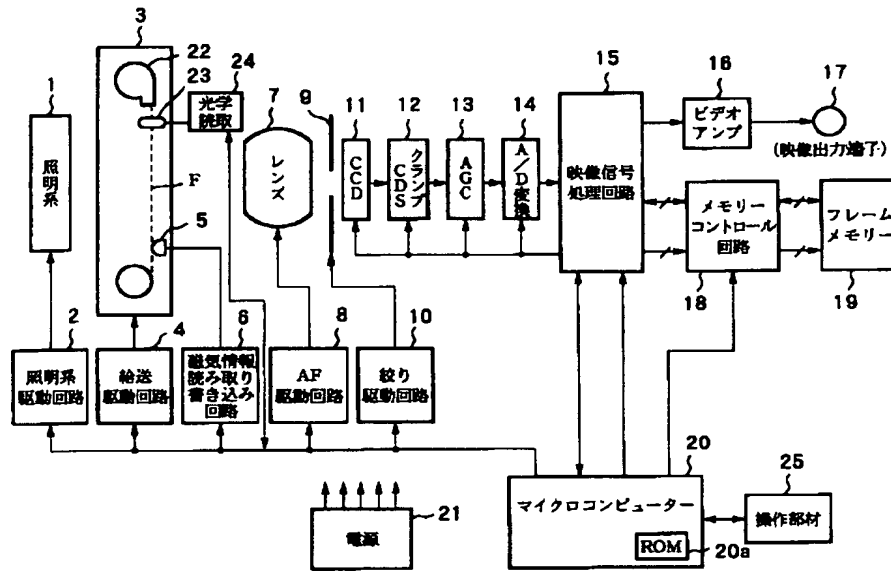 1
照明系
3
22
23
24
光学
読取
F
5
7
レンズ
9
11
CCD
12
クランプ
CDS
13
AGC
14
A/D変換
15
映像信号
処理回路
16
ビデオ
アンプ
17
(映像出力端子)
メモリー
コントロール
回路
18
フレーム
メモリー
19
2
照明系
駆動回路
4
給送
駆動回路
6
磁気情報
読み取り
書き込み
回路
8
AF
駆動回路
10
絞り
駆動回路
電源
21
20
マイクロコンピューター
ROM
20a
25
操作部材